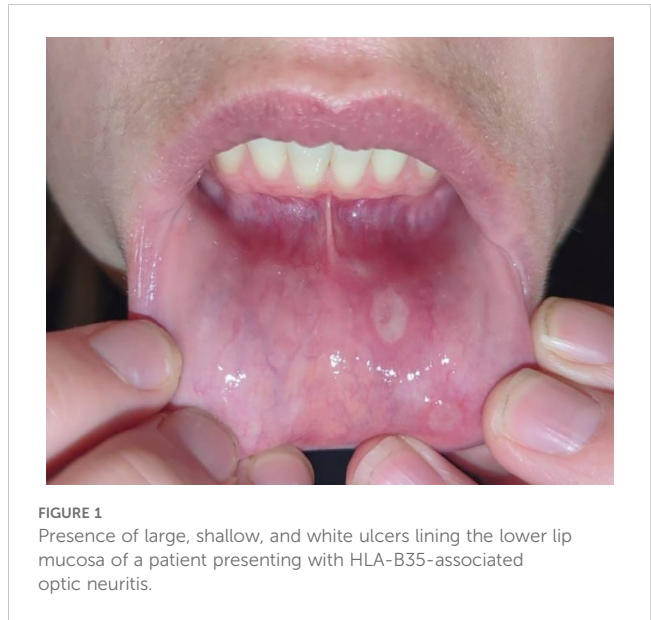 FIGURE 1
Presence of large, shallow, and white ulcers lining the lower lip
mucosa of a patient presenting with HLA-B35-associated
optic neuritis.